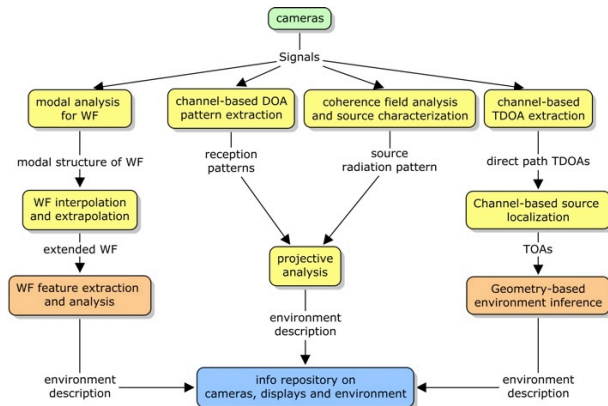 cameras
Signals
modal analysis
for WF
channel-based DOA
pattern extraction
coherence field analysis
and source characterization
channel-based
TDOA extraction
modal structure of WF
reception
patterns
source
radiation pattern
direct path TDOAs
WF interpolation
and extrapolation
Channel-based source
localization
extended WF
projective
analysis
TOAs
WF feature extraction
and analysis
Geometry-based
environment inference
environment
description
environment
description
info repository on
cameras, displays and environment
environment
description